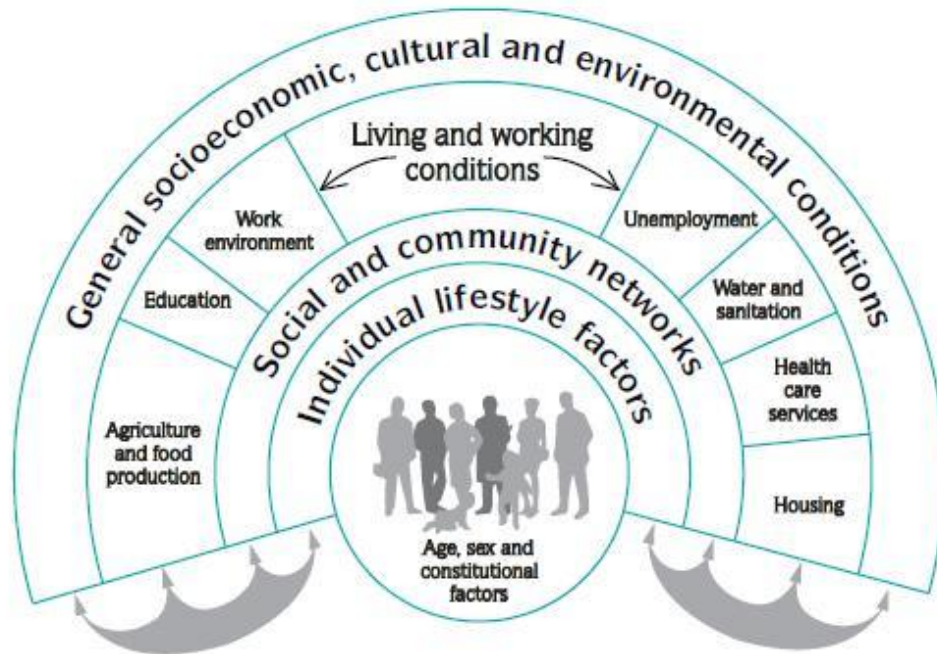 General socioeconomic, cultural and environmental conditions
Living and working
conditions
Work
environment
Unemployment
Education
Water and
sanitation
Agriculture
and food
production
Health
care
services
Housing
Social and community networks
Individual lifestyle factors
Age, sex and
constitutional
factors